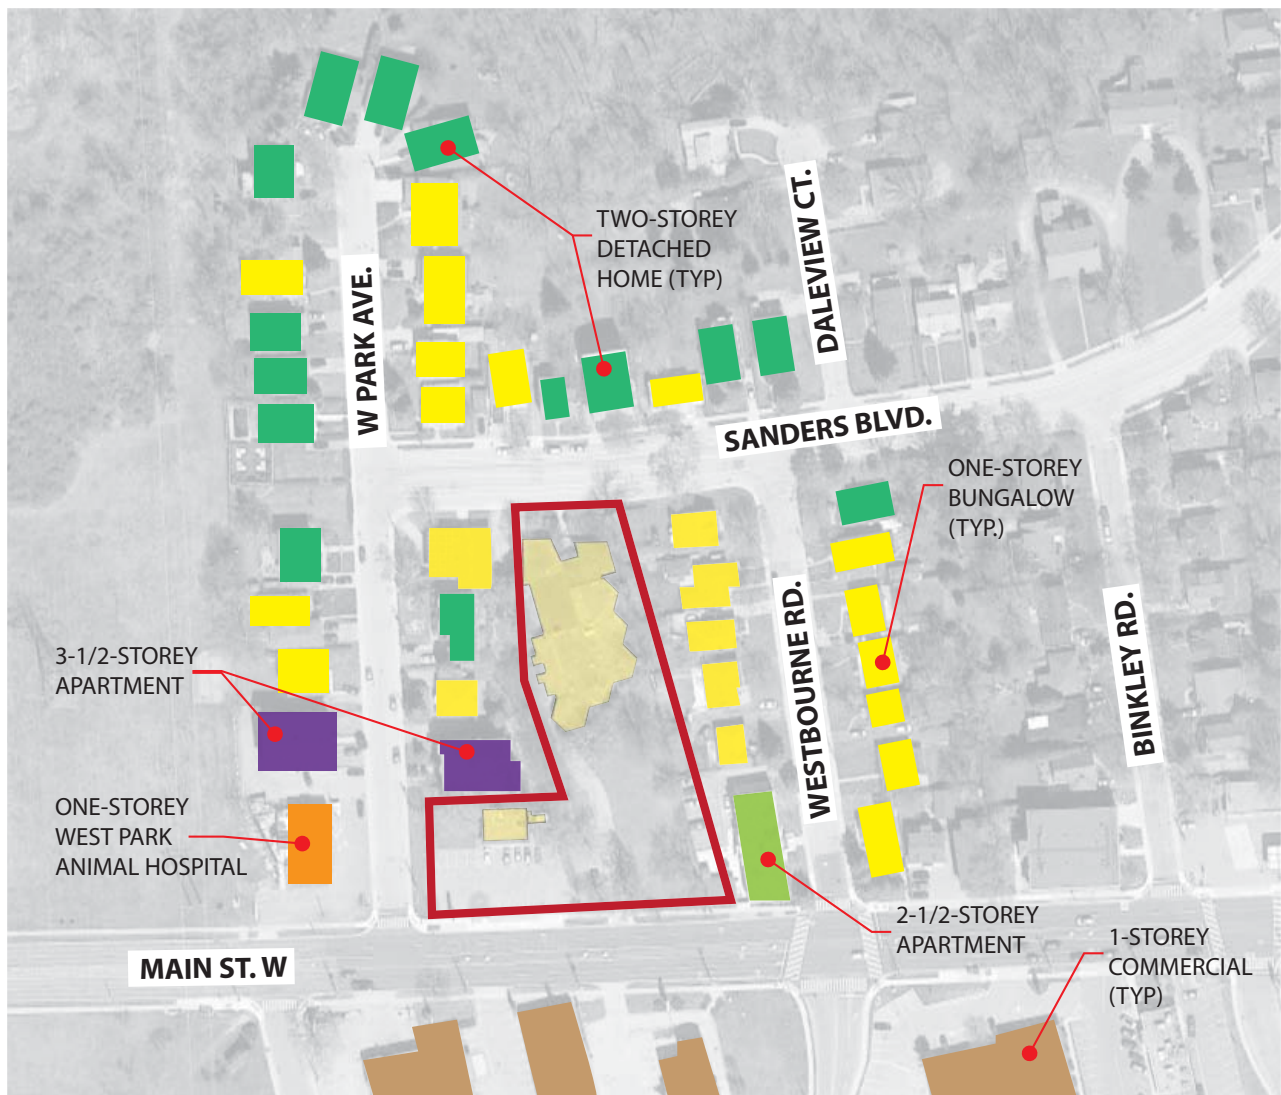 TWO-STOREY
DETACHED
HOME (TYP)
DALEVIEW CT.
W PARK AVE.
SANDERS BLVD.
ONE-STOREY
BUNGALOW
(TYP.)
3-1/2-STOREY
APARTMENT
WESTBOURNE RD.
BINKLEY RD.
ONE-STOREY
WEST PARK
ANIMAL HOSPITAL
2-1/2-STOREY
APARTMENT
1-STOREY
COMMERCIAL
(TYP)
MAIN ST. W